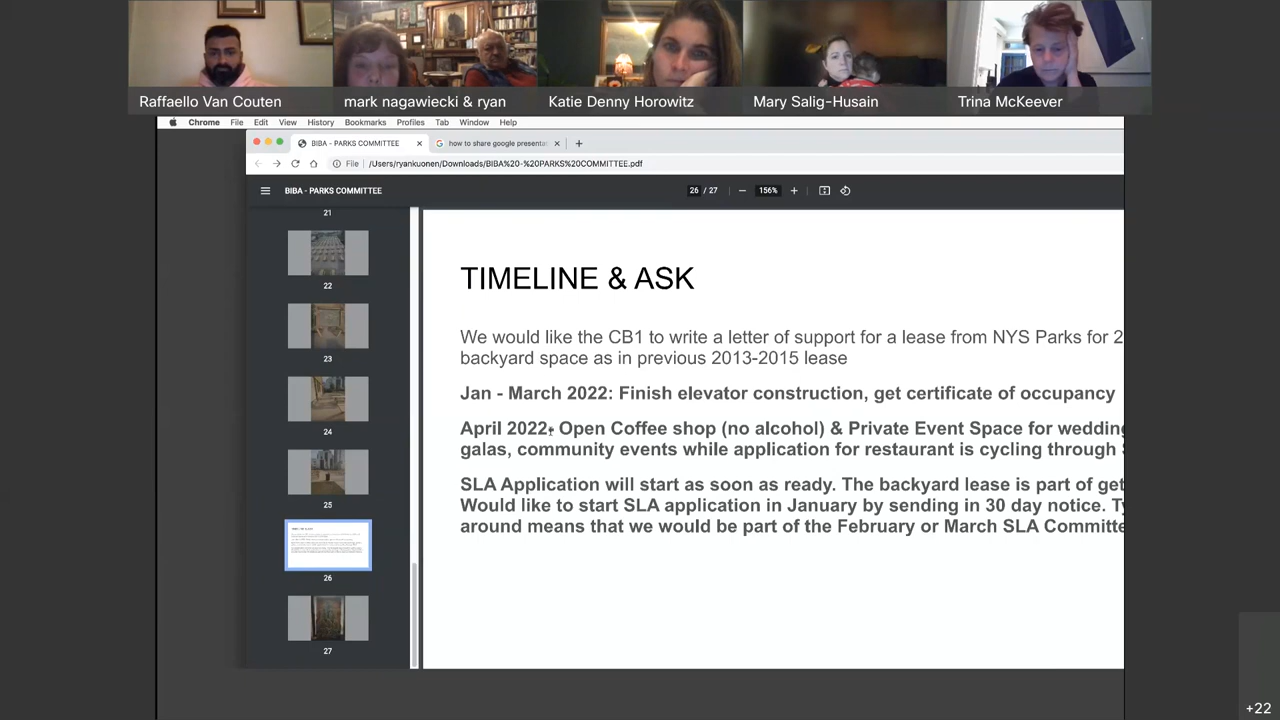 Raffaello Van Couten
mark nagawiecki & ryan
Katie Denny Horowitz
Mary Salig-Husain
Trina McKeever
Chrome File Edit View History Bookmarks Profiles Tab Window Help
BIBA - PARKS COMMITTEE
how to share google presenta
File /Users/ryankuonen/Downloads/BIBA%20-%20PARKS%20COMMITTEE.pdf
BIBA - PARKS COMMITTEE
26 / 27
156%
21
22
23
24
25
26
27
TIMELINE & ASK
We would like the CB1 to write a letter of support for a lease from NYS Parks for 2
backyard space as in previous 2013-2015 lease
Jan - March 2022: Finish elevator construction, get certificate of occupancy
April 2022: Open Coffee shop (no alcohol) & Private Event Space for wedding
galas, community events while application for restaurant is cycling through
SLA Application will start as soon as ready. The backyard lease is part of get
Would like to start SLA application in January by sending in 30 day notice. Ty
around means that we would be part of the February or March SLA Committe
+22